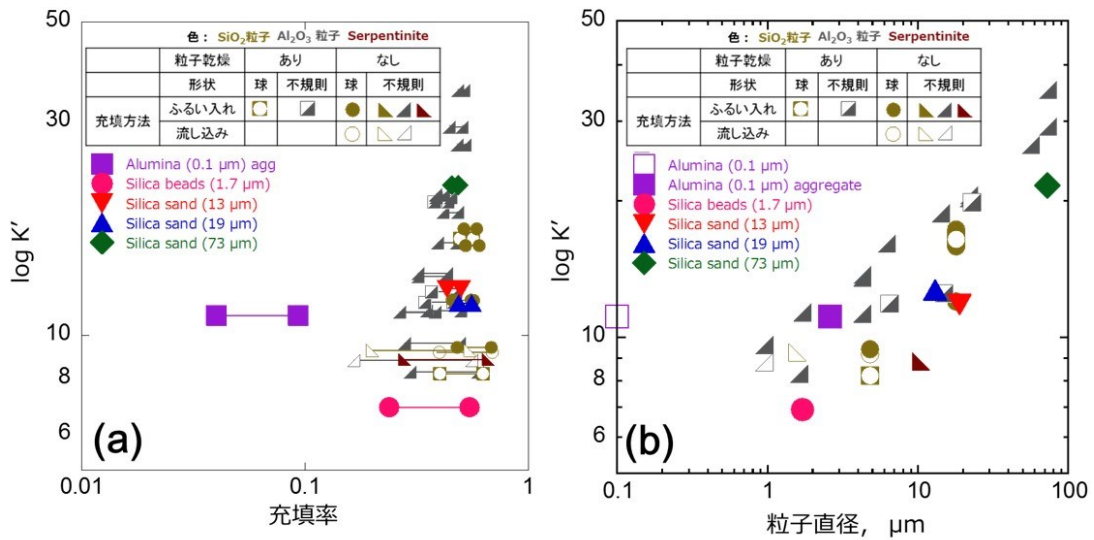 50
30
10
8
6
log K’
色： SiO₂粒子 Al₂O₃ 粒子 Serpentinite
粒子乾燥 あり なし
形状 球 不規則 球 不規則
充填方法 ふるい入れ
流し込み
Alumina (0.1 μm) agg
Silica beads (1.7 μm)
Silica sand (13 μm)
Silica sand (19 μm)
Silica sand (73 μm)
(a)
0.01 0.1 1
充填率
50
30
10
8
6
log K’
色： SiO₂粒子 Al₂O₃ 粒子 Serpentinite
粒子乾燥 あり なし
形状 球 不規則 球 不規則
充填方法 ふるい入れ
流し込み
Alumina (0.1 μm)
Alumina (0.1 μm) aggregate
Silica beads (1.7 μm)
Silica sand (13 μm)
Silica sand (19 μm)
Silica sand (73 μm)
(b)
0.1 1 10 100
粒子直径， μm